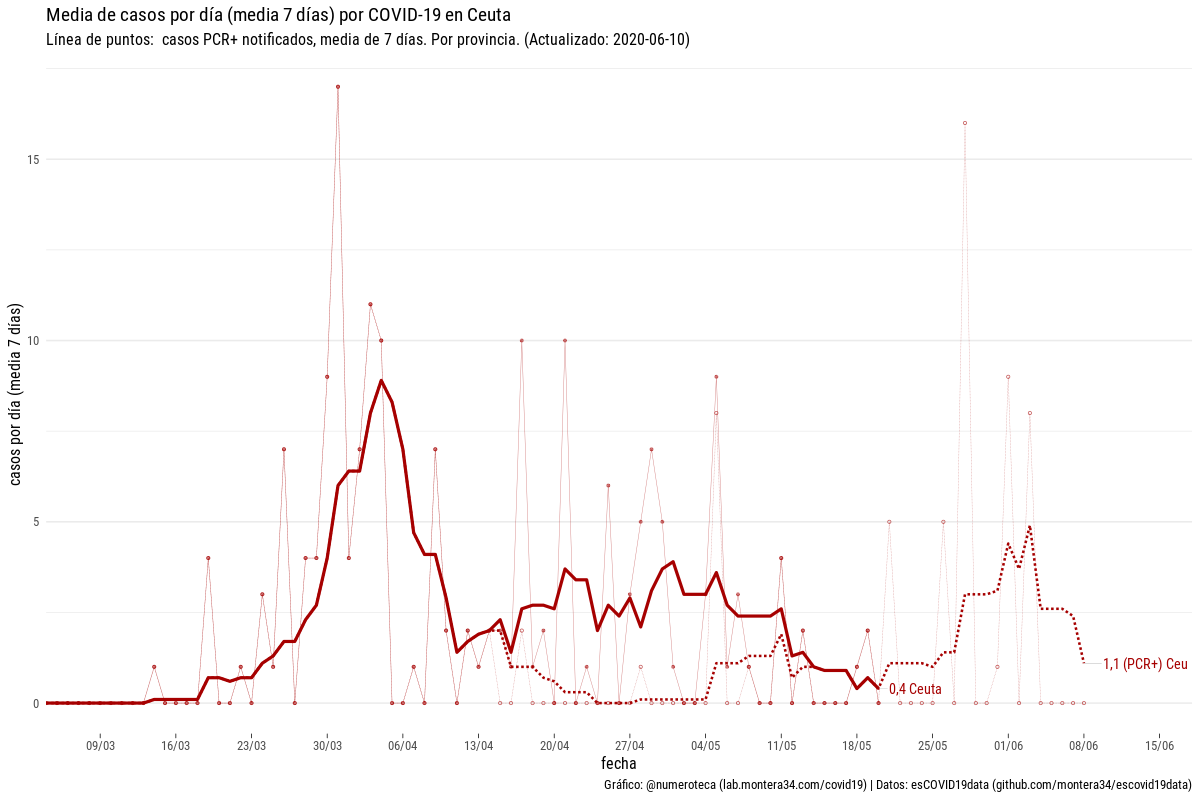 Media de casos por día (media 7 días) por COVID-19 en Ceuta
Línea de puntos:  casos PCR+ notificados, media de 7 días. Por provincia. (Actualizado: 2020-06-10)
casos por día (media 7 días)
15
10
5
0
1,1 (PCR+) Ceu
0,4 Ceuta
09/03 16/03 23/03 30/03 06/04 13/04 20/04 27/04 04/05 11/05 18/05 25/05 01/06 08/06 15/06
fecha
Gráfico: @numeroteca (lab.montera34.com/covid19) | Datos: esCOVID19data (github.com/montera34/escovid19data)